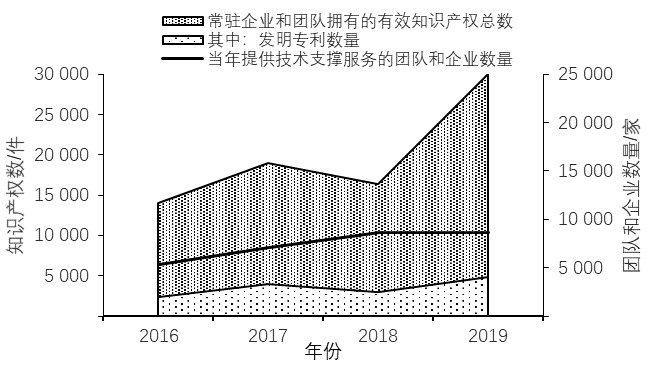 常驻企业和团队拥有的有效知识产权总数
其中：发明专利数量
当年提供技术支撑服务的团队和企业数量
知识产权数/件
30 000
25 000
20 000
15 000
10 000
5 000
25 000
20 000
15 000
10 000
5 000
团队和企业数量/家
2016 2017 2018 2019
年份